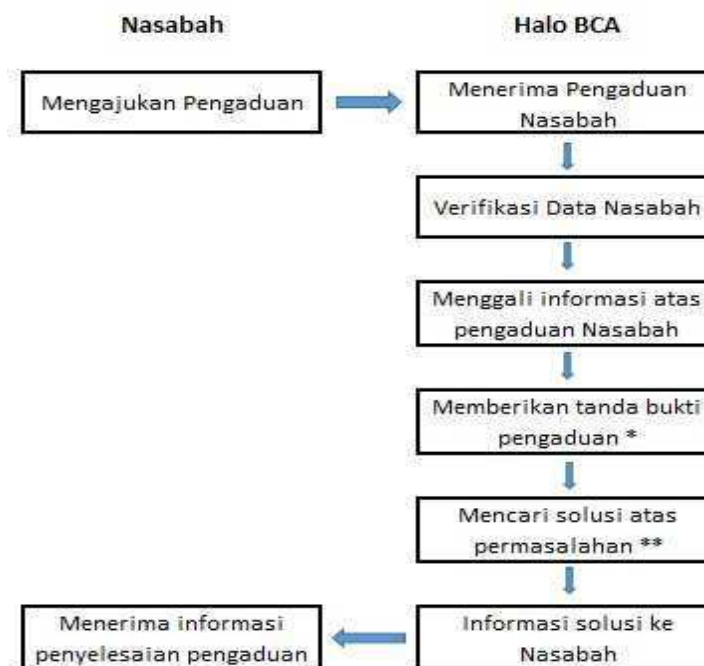 Nasabah
Halo BCA
Mengajukan Pengaduan
Menerima Pengaduan
Nasabah
Verifikasi Data Nasabah
Menggali informasi atas
pengaduan Nasabah
Memberikan tanda bukti
pengaduan *
Mencari solusi atas
permasalahan **
Informasi solusi ke
Nasabah
Menerima informasi
penyelesaian pengaduan